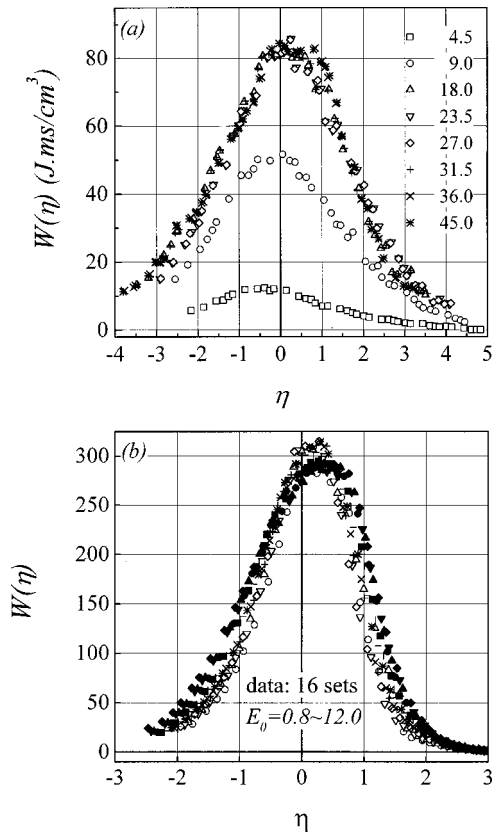 (a)
W(η) (J.ms/cm³)
80
60
40
20
0
4.5
9.0
18.0
23.5
27.0
31.5
36.0
45.0
-4 -3 -2 -1 0 1 2 3 4 5
η
(b)
W(η)
300
250
200
150
100
50
0
data: 16 sets
E₀=0.8~12.0
-3 -2 -1 0 1 2 3
η